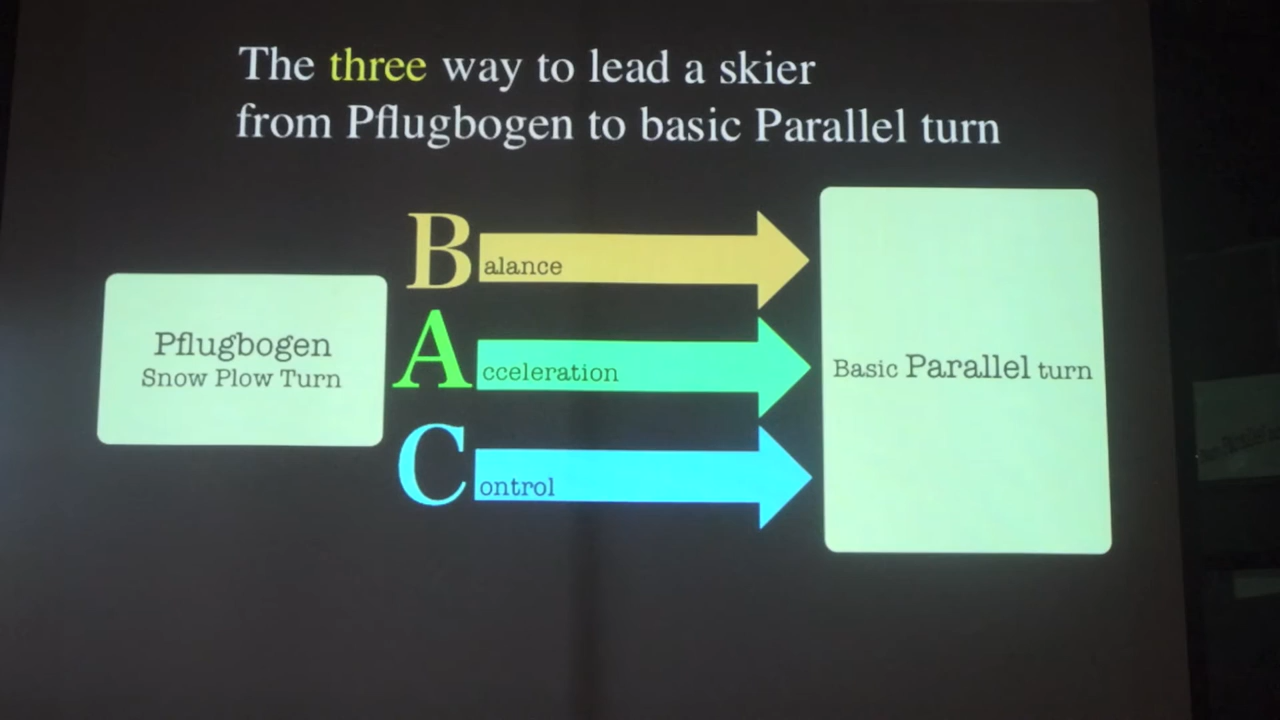 The three way to lead a skier
from Pflugbogen to basic Parallel turn
Balance
Pflugbogen
Snow Plow Turn
Acceleration
Basic Parallel turn
Control